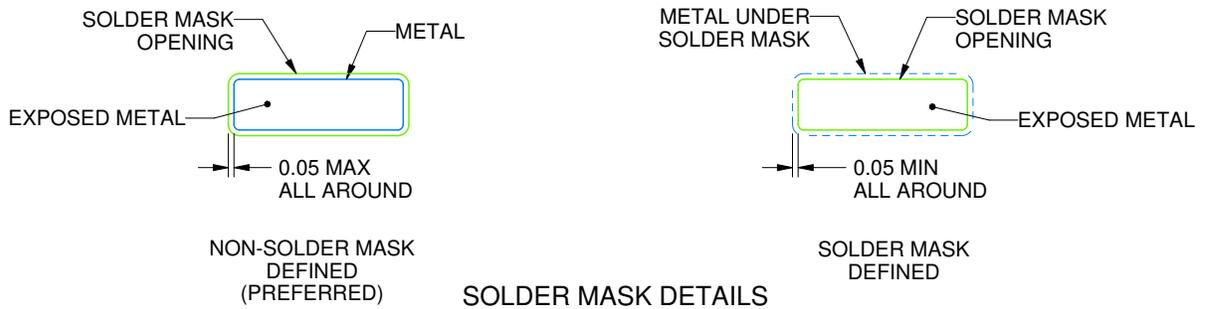 SOLDER MASK
OPENING
METAL
EXPOSED METAL
0.05 MAX
ALL AROUND
NON-SOLDER MASK
DEFINED
(PREFERRED)
METAL UNDER
SOLDER MASK
SOLDER MASK
OPENING
EXPOSED METAL
0.05 MIN
ALL AROUND
SOLDER MASK
DEFINED
SOLDER MASK DETAILS